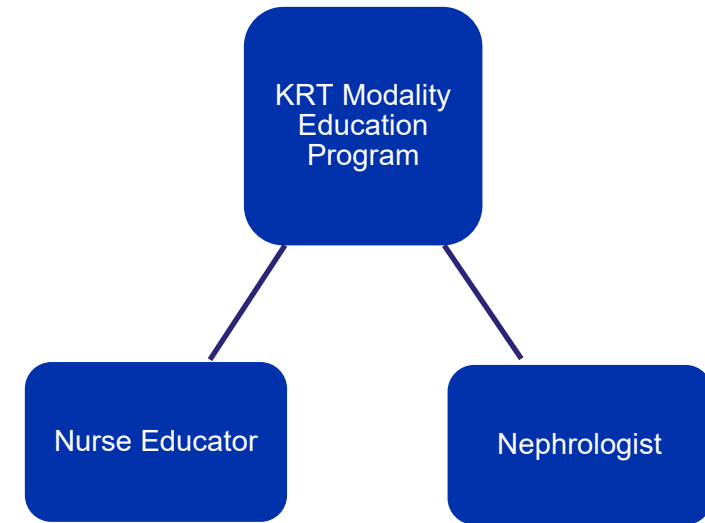 KRT Modality
Education
Program
Nurse Educator
Nephrologist